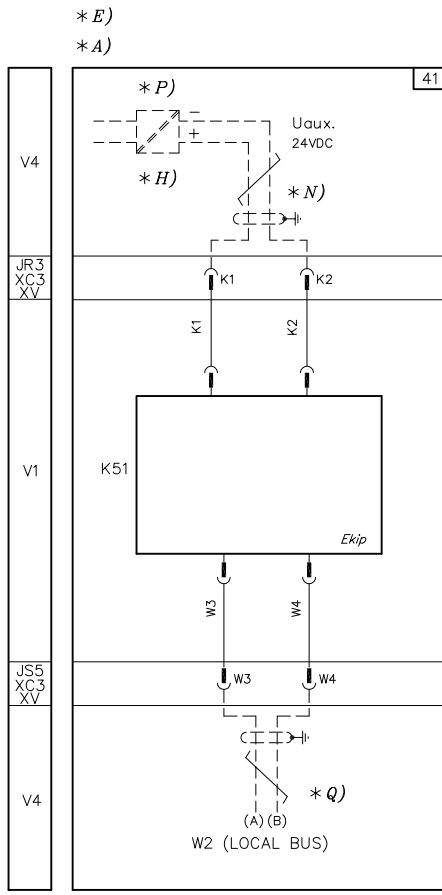 *E)
*A)
41
*P)
−
+
Uaux.
24VDC
V4
*H)
*N)
JR3
XC3
XV
K1
K2
K1
K2
V1
K51
Ekip
W3
W4
JS5
XC3
XV
W3
W4
V4
*Q)
(A) (B)
W2 (LOCAL BUS)